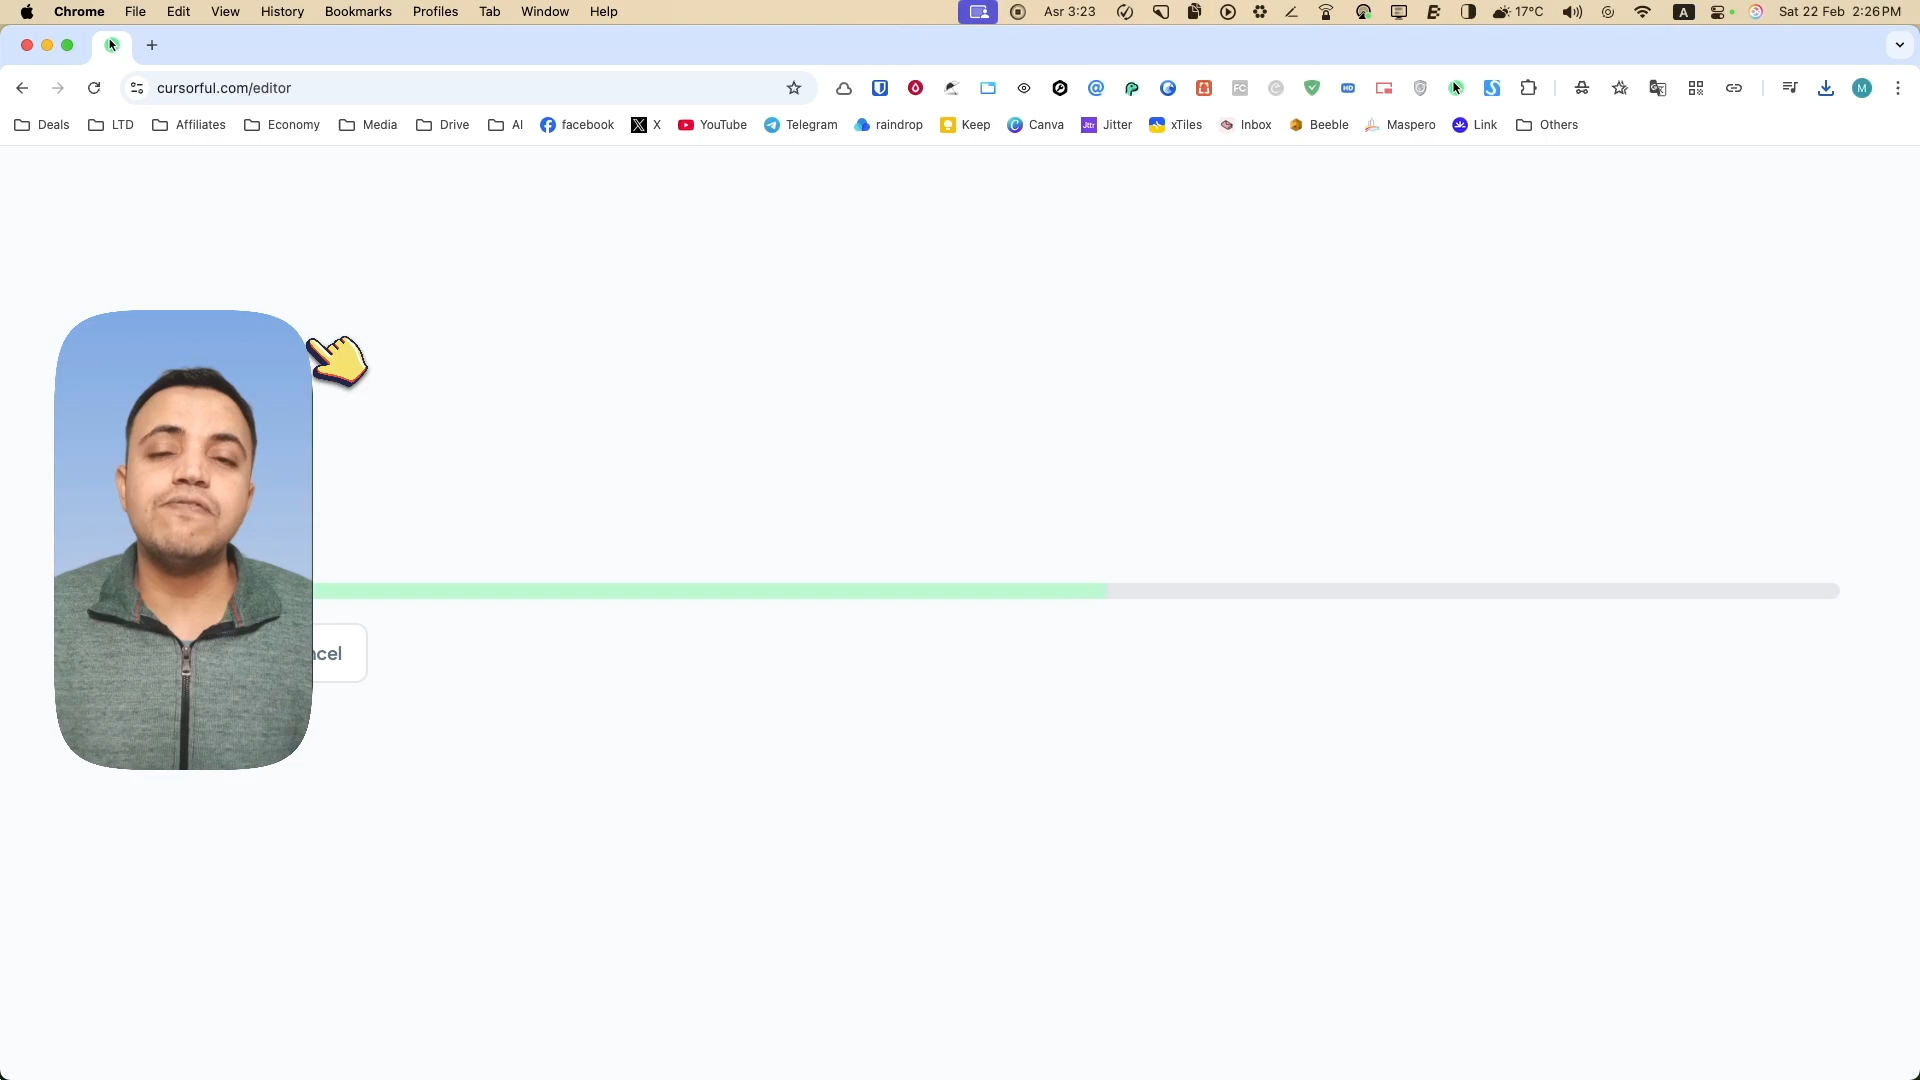 Chrome File Edit View History Bookmarks Profiles Tab Window Help Asr 3:23 17°C A Sat 22 Feb 2:26 PM
cursorful.com/editor FC HD M
Deals LTD Affiliates Economy Media Drive AI facebook X YouTube Telegram raindrop Keep Canva Jitter xTiles Inbox Beeble Maspero Link Others
ncel